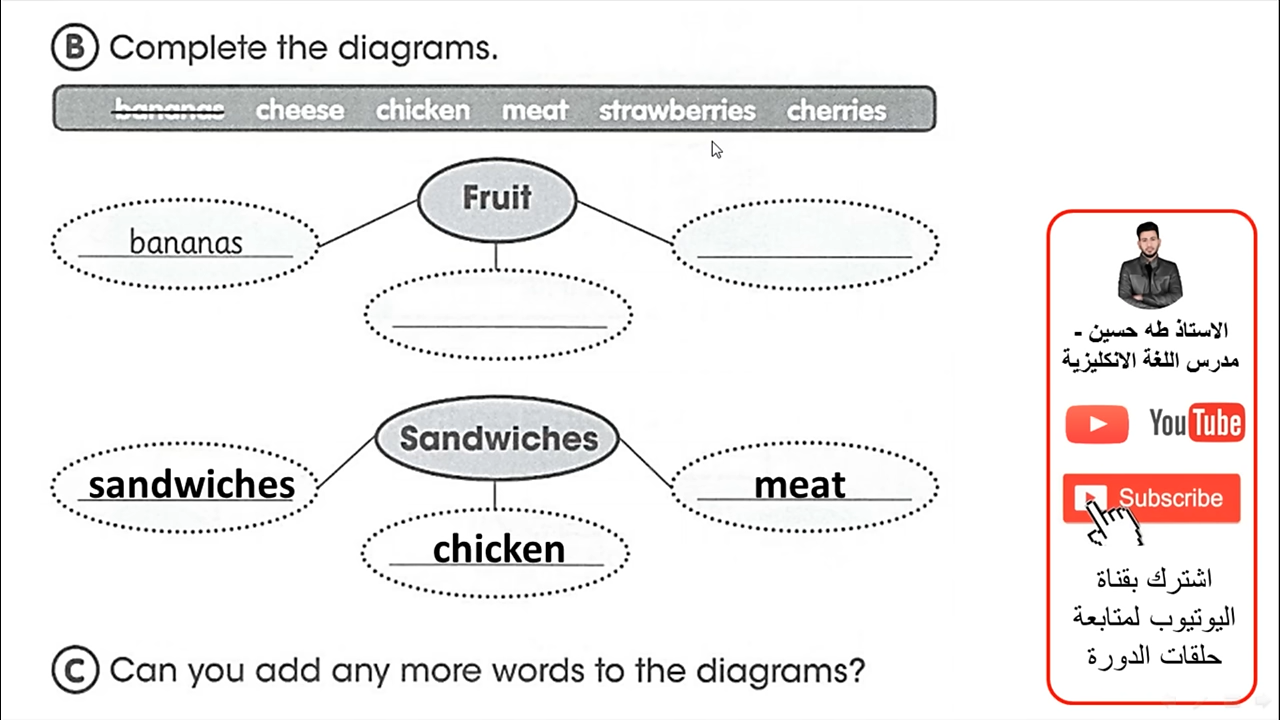 B Complete the diagrams.
bananas cheese chicken meat strawberries cherries
Fruit
bananas
Sandwiches
sandwiches
meat
chicken
C Can you add any more words to the diagrams?
الاستاذ طه حسين -
مدرس اللغة الانكليزية
YouTube
Subscribe
اشترك بقناة
اليوتيوب لمتابعة
حلقات الدورة